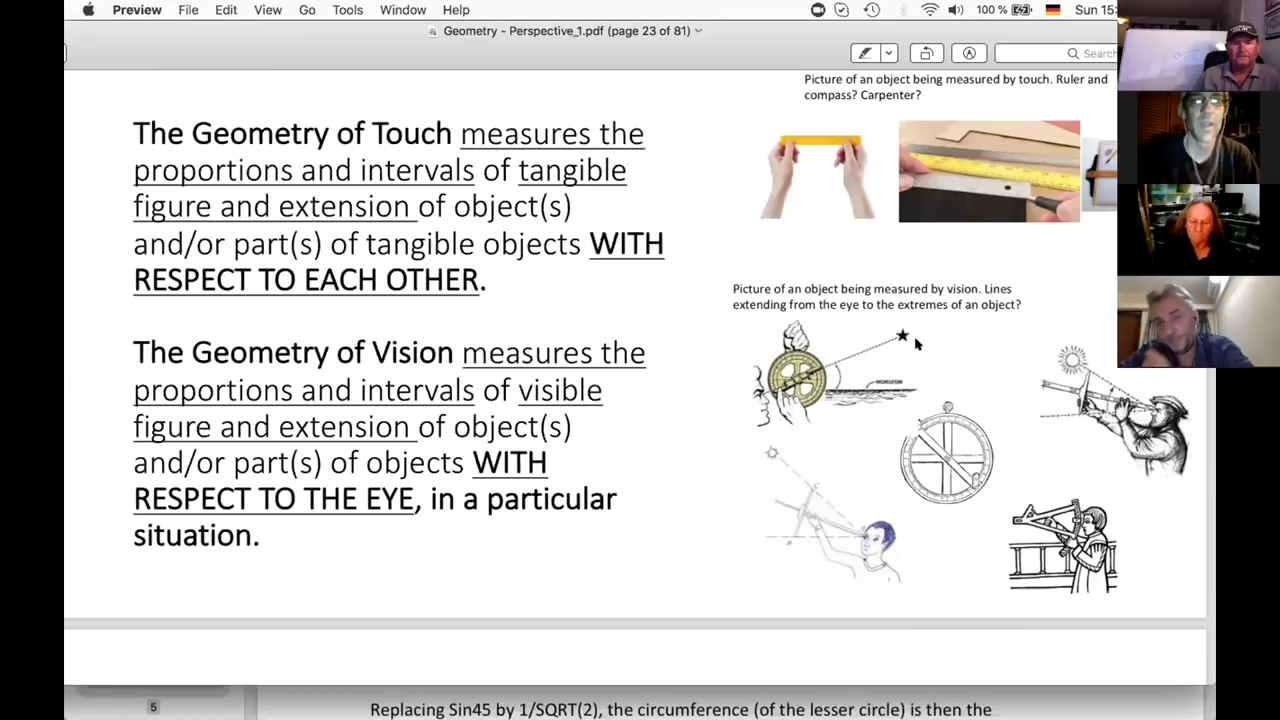 Preview File Edit View Go Tools Window Help 100 % Sun 15:
Geometry - Perspective_1.pdf (page 23 of 81)
Search
Picture of an object being measured by touch. Ruler and
compass? Carpenter?
The Geometry of Touch measures the
proportions and intervals of tangible
figure and extension of object(s)
and/or part(s) of tangible objects WITH
RESPECT TO EACH OTHER.
Picture of an object being measured by vision. Lines
extending from the eye to the extremes of an object?
The Geometry of Vision measures the
proportions and intervals of visible
figure and extension of object(s)
and/or part(s) of objects WITH
RESPECT TO THE EYE, in a particular
situation.
HORIZON
5
Replacing Sin45 by 1/SQRT(2), the circumference (of the lesser circle) is then the